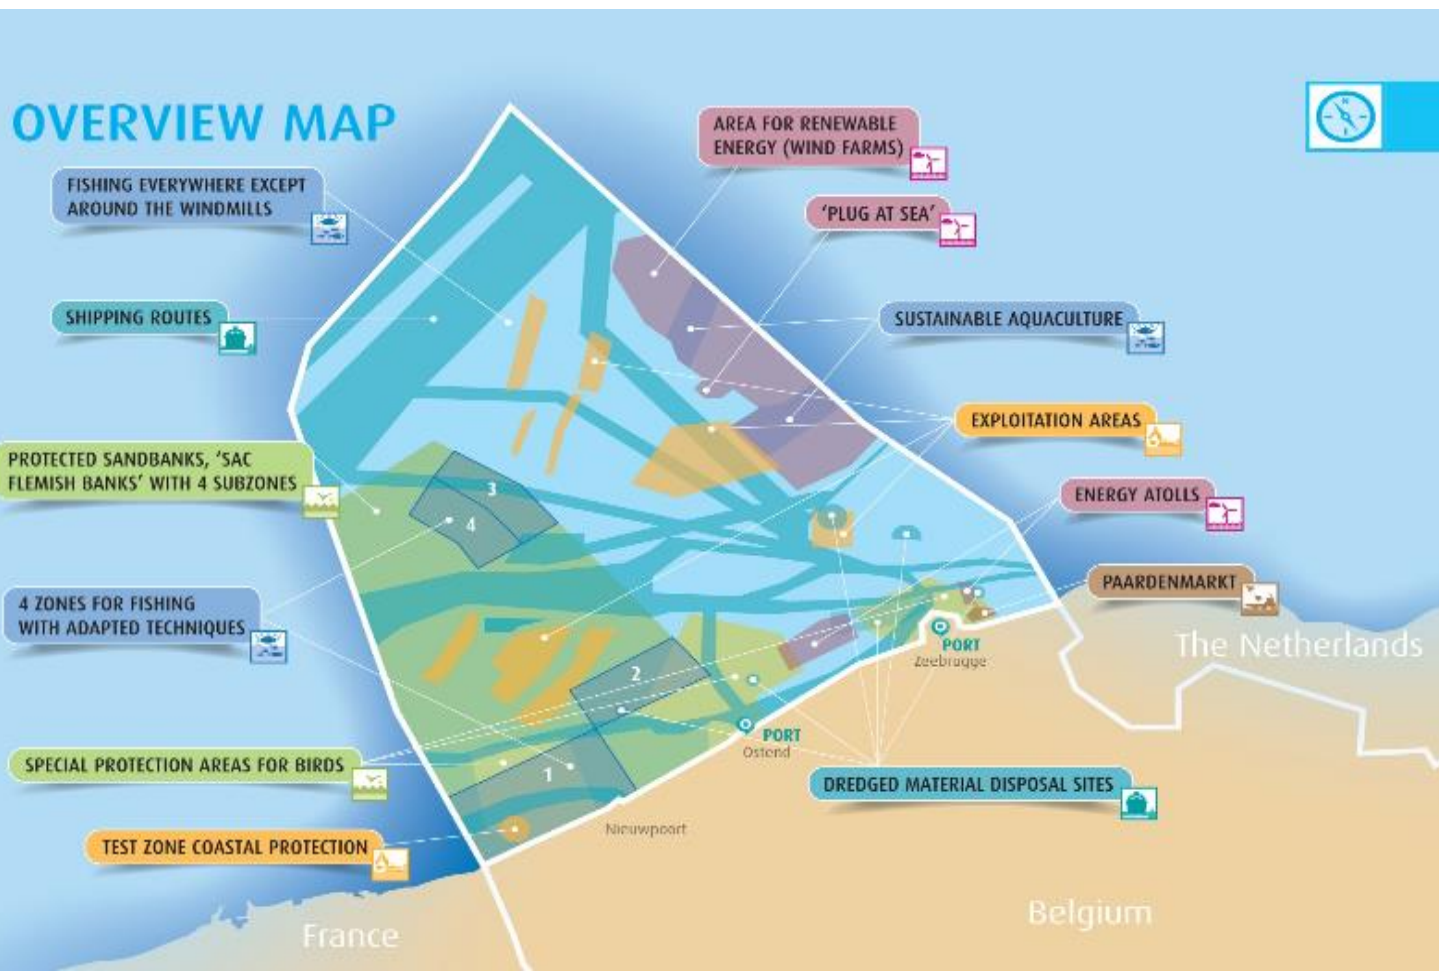 OVERVIEW MAP
AREA FOR RENEWABLE
ENERGY (WIND FARMS)
FISHING EVERYWHERE EXCEPT
AROUND THE WINDMILLS
'PLUG AT SEA'
SHIPPING ROUTES
SUSTAINABLE AQUACULTURE
EXPLOITATION AREAS
PROTECTED SANDBANKS, 'SAC
FLEMISH BANKS' WITH 4 SUBZONES
3
4
ENERGY ATOLLS
PAARDENMARKT
4 ZONES FOR FISHING
WITH ADAPTED TECHNIQUES
The Netherlands
PORT
Zeebrugge
2
PORT
Ostend
SPECIAL PROTECTION AREAS FOR BIRDS
1
DREDGED MATERIAL DISPOSAL SITES
Nieuwpoort
TEST ZONE COASTAL PROTECTION
Belgium
France